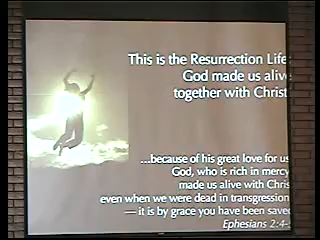 This is the Resurrection Life
God made us alive
together with Christ
...because of his great love for us
God, who is rich in mercy
made us alive with Chris
even when we were dead in transgression
— it is by grace you have been saved
Ephesians 2:4-